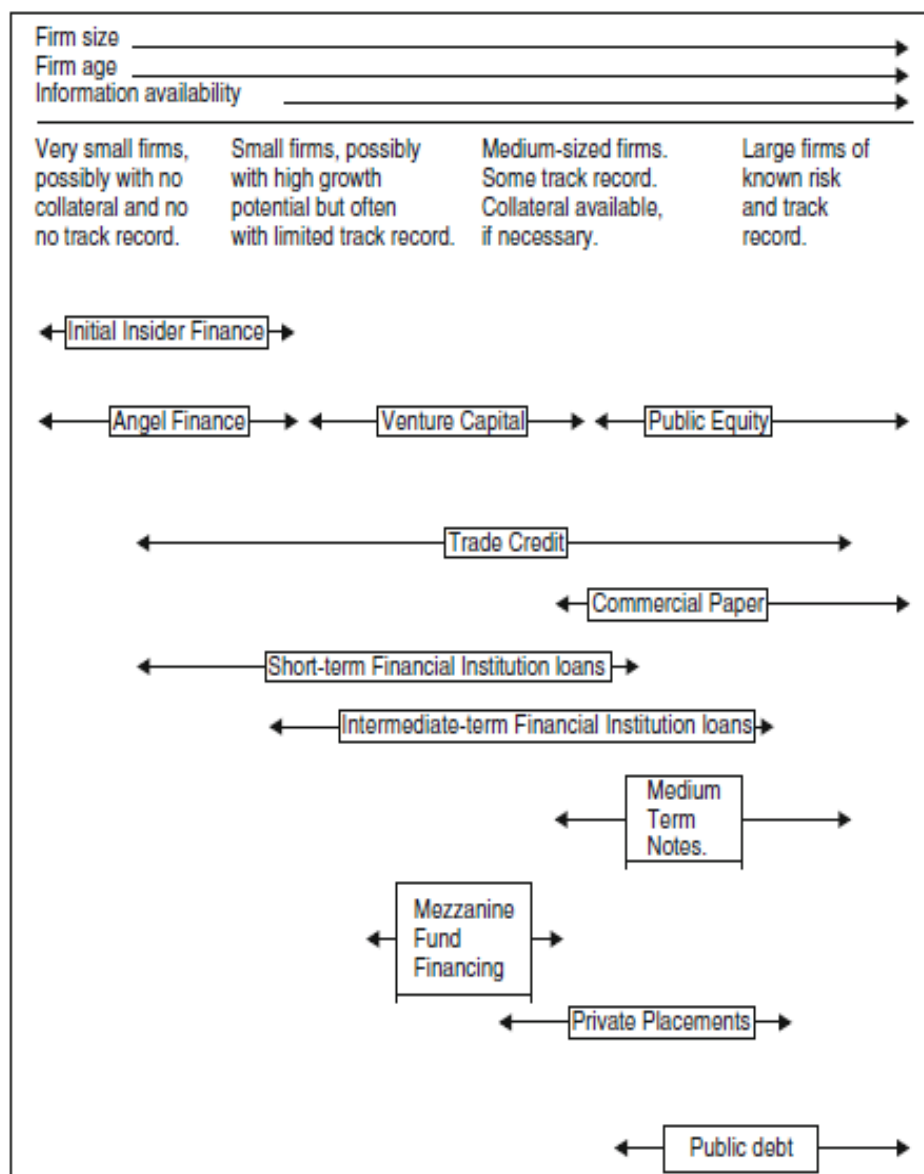 Firm size
Firm age
Information availability
Very small firms,
possibly with no
collateral and no
no track record.
Small firms, possibly
with high growth
potential but often
with limited track record.
Medium-sized firms.
Some track record.
Collateral available,
if necessary.
Large firms of
known risk
and track
record.
Initial Insider Finance
Angel Finance
Venture Capital
Public Equity
Trade Credit
Commercial Paper
Short-term Financial Institution loans
Intermediate-term Financial Institution loans
Medium
Term
Notes.
Mezzanine
Fund
Financing
Private Placements
Public debt